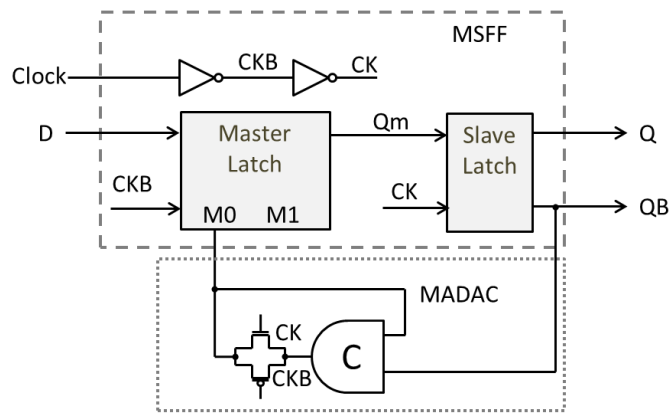 MSFF
Clock
CKB
CK
D
Master
Latch
Qm
Slave
Latch
Q
CKB
CK
M0
M1
QB
MADAC
CK
C
CKB